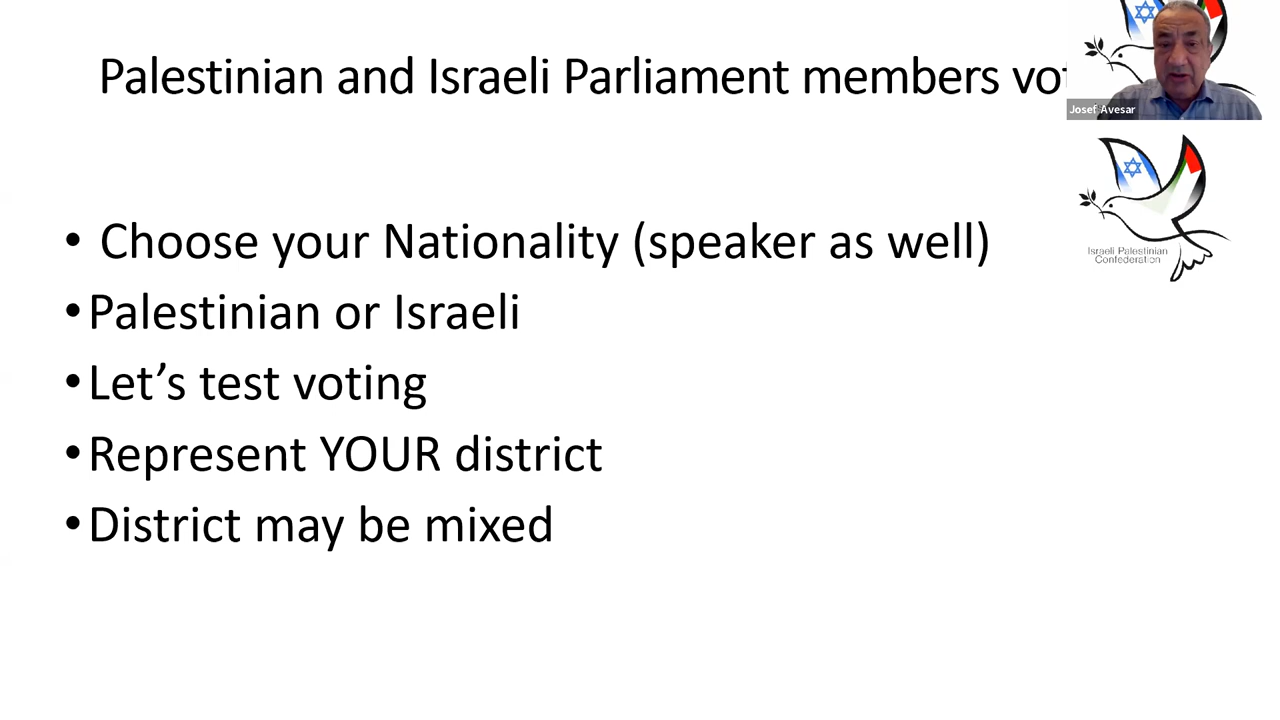 Palestinian and Israeli Parliament members
Josef Avesar
Israeli Palestinian
Confederation
• Choose your Nationality (speaker as well)
• Palestinian or Israeli
• Let’s test voting
• Represent YOUR district
• District may be mixed